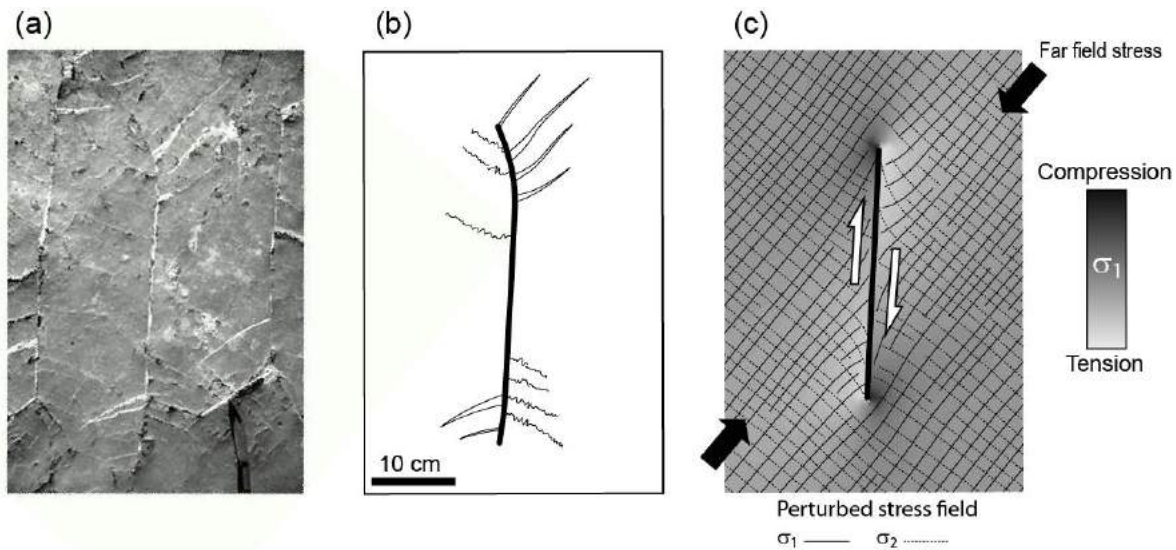 (a)
(b)
(c)
10 cm
Far field stress
Compression
σ1
Tension
Perturbed stress field
σ1 σ2